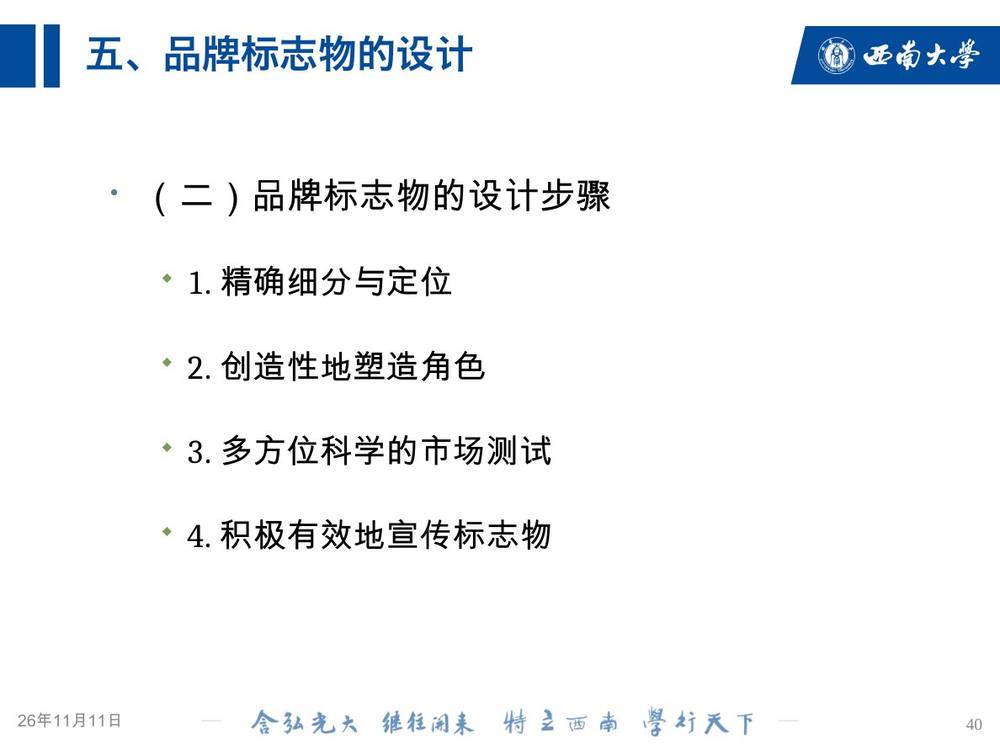 五、品牌标志物的设计
西南大学
（二）品牌标志物的设计步骤
1. 精确细分与定位
2. 创造性地塑造角色
3. 多方位科学的市场测试
4. 积极有效地宣传标志物
26年11月11日
含弘光大 继往开来 特立西南 學行天下
40